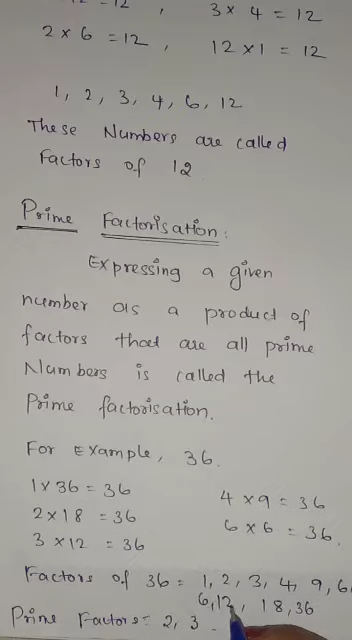 = 12 , 3 × 4 = 12
2 × 6 = 12 , 12 × 1 = 12
1, 2, 3, 4, 6, 12
These Numbers are called
Factors of 12
Prime Factorisation:
Expressing a given
number as a product of
factors that are all prime
Numbers is called the
Prime factorisation.
For Example, 36.
1 × 36 = 36 4 × 9 = 36
2 × 18 = 36 6 × 6 = 36.
3 × 12 = 36
Factors of 36 = 1, 2, 3, 4, 9, 6,
6, 12, 18, 36
Prime Factors = 2, 3.